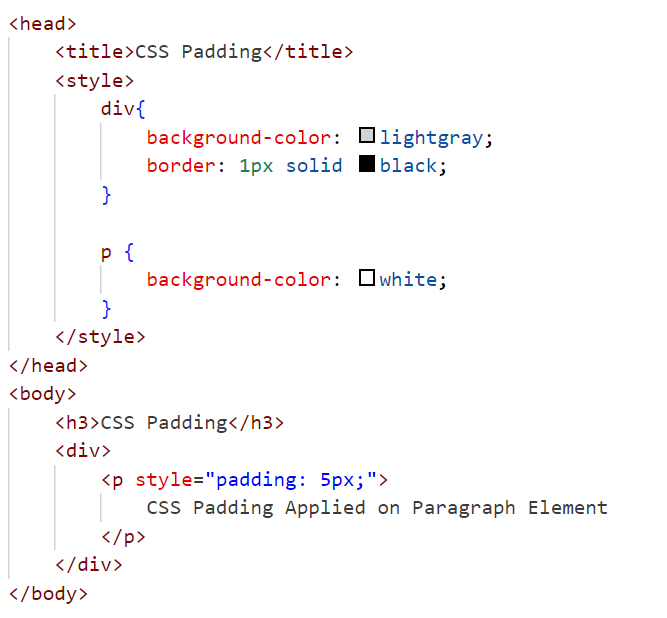 <head>
<title>CSS Padding</title>
<style>
div{
background-color: lightgray;
border: 1px solid black;
}
p {
background-color: white;
}
</style>
</head>
<body>
<h3>CSS Padding</h3>
<div>
<p style="padding: 5px;">
CSS Padding Applied on Paragraph Element
</p>
</div>
</body>